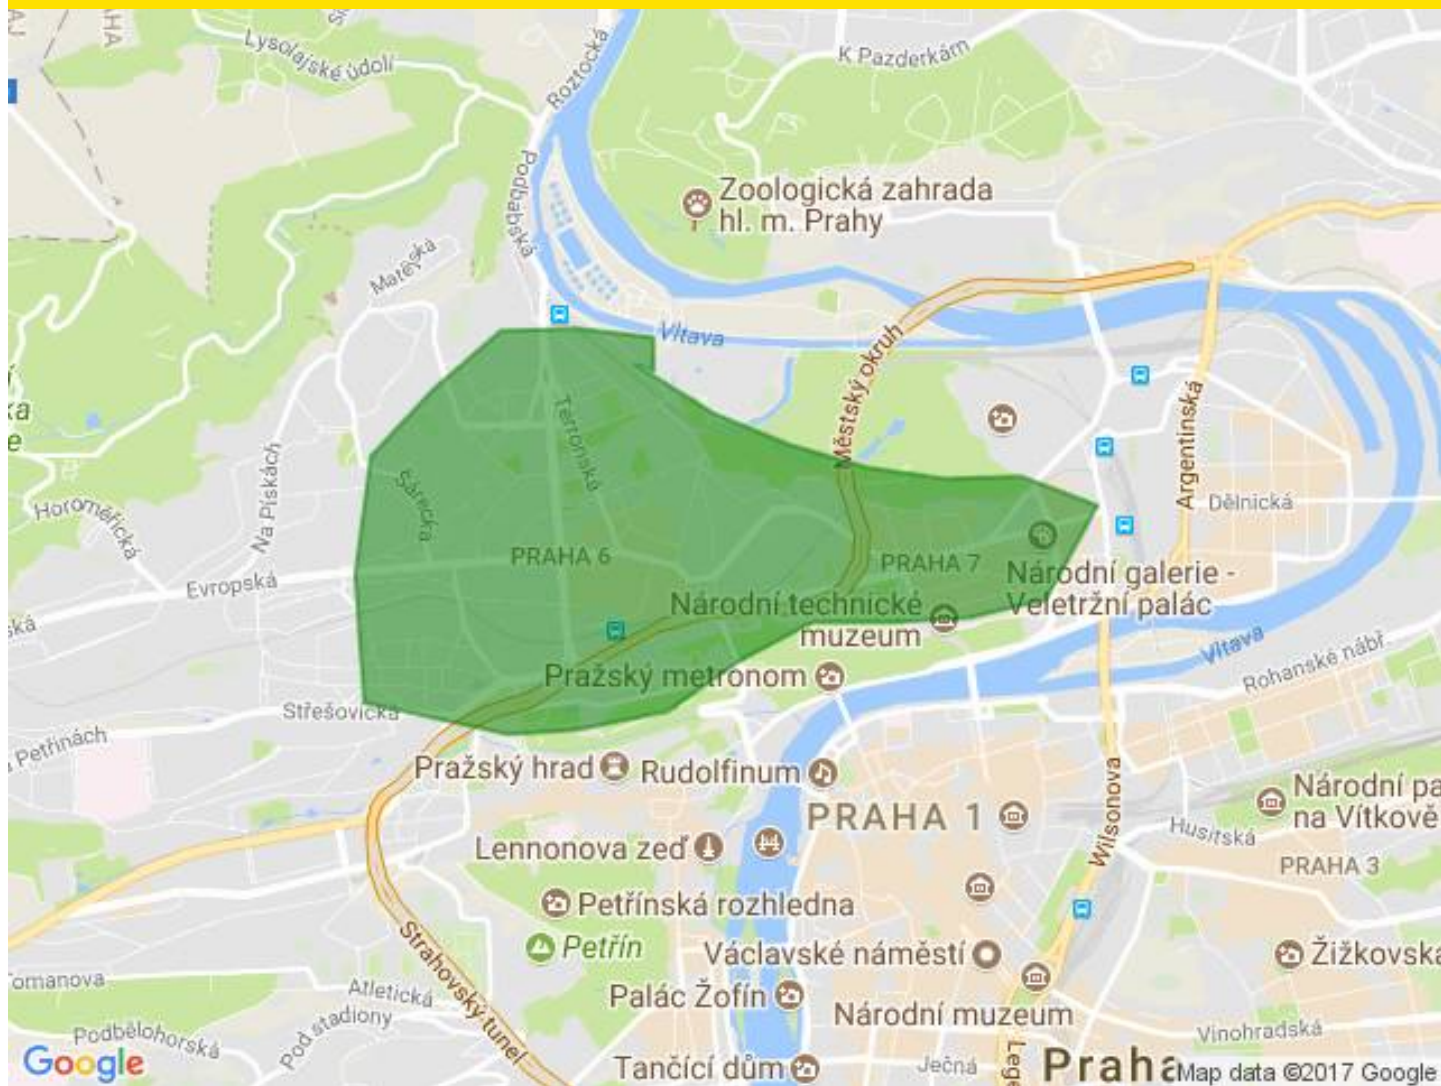 PRAHA
Lysolajské údolí
Roztocká
K Pazderkám
Podbabská
Zoologická zahrada
hl. m. Prahy
Matějská
Vltava
Městský okruh
Terronská
Argentinská
Na Pískách
Šárecká
Dělnická
Horoměřická
PRAHA 6
PRAHA 7
Evropská
Národní galerie -
Veletržní palác
Národní technické
muzeum
Vltava
Pražský metronom
Rohanské nábř.
Střešovická
Petřinách
Pražský hrad
Rudolfinum
PRAHA 1
Wilsonova
Národní pa
na Vítkově
Husitská
PRAHA 3
Lennonova zeď
Petřínská rozhledna
Petřín
Václavské náměstí
Žižkovská
Strahovský tunel
Tomanova
Atletická
Palác Žofín
Národní muzeum
Pod stadiony
Podbělohorská
Vinohradská
Google
Tančící dům
Ječná
Lege
Praha
Map data ©2017 Google